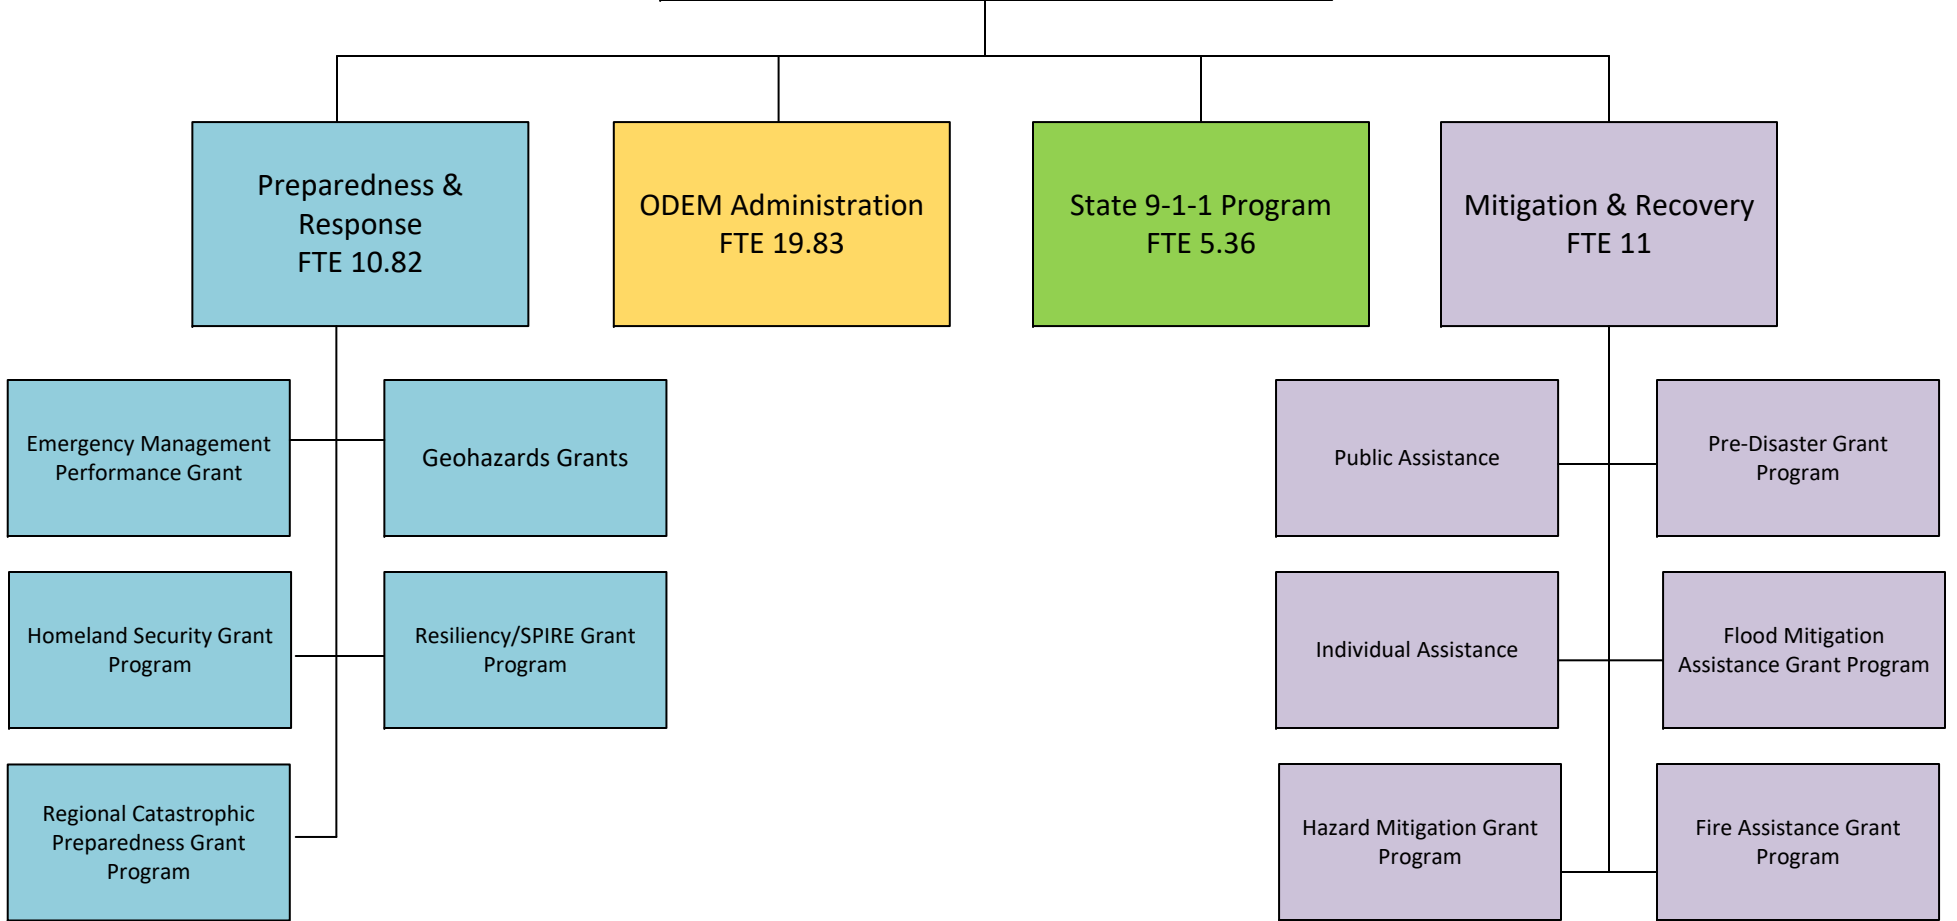 Preparedness &
Response
FTE 10.82
ODEM Administration
FTE 19.83
State 9-1-1 Program
FTE 5.36
Mitigation & Recovery
FTE 11
Emergency Management
Performance Grant
Geohazards Grants
Public Assistance
Pre-Disaster Grant
Program
Homeland Security Grant
Program
Resiliency/SPIRE Grant
Program
Individual Assistance
Flood Mitigation
Assistance Grant Program
Regional Catastrophic
Preparedness Grant
Program
Hazard Mitigation Grant
Program
Fire Assistance Grant
Program